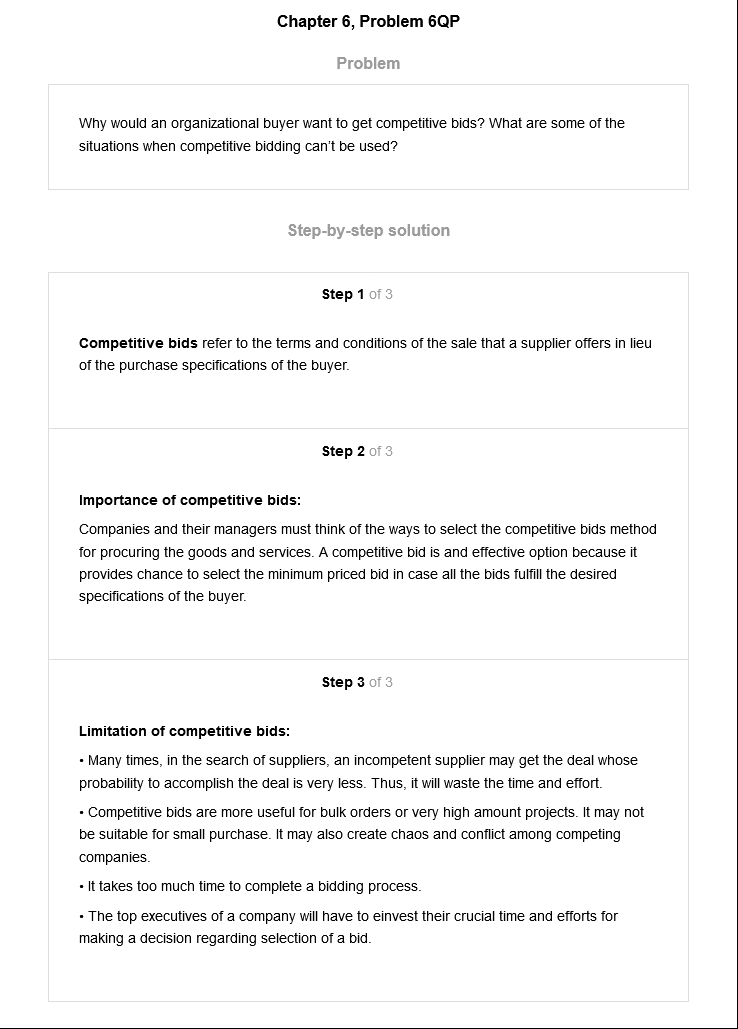 Chapter 6, Problem 6QP
Problem
Why would an organizational buyer want to get competitive bids? What are some of the
situations when competitive bidding can’t be used?
Step-by-step solution
Step 1 of 3
Competitive bids refer to the terms and conditions of the sale that a supplier offers in lieu
of the purchase specifications of the buyer.
Step 2 of 3
Importance of competitive bids:
Companies and their managers must think of the ways to select the competitive bids method
for procuring the goods and services. A competitive bid is and effective option because it
provides chance to select the minimum priced bid in case all the bids fulfill the desired
specifications of the buyer.
Step 3 of 3
Limitation of competitive bids:
• Many times, in the search of suppliers, an incompetent supplier may get the deal whose
probability to accomplish the deal is very less. Thus, it will waste the time and effort.
• Competitive bids are more useful for bulk orders or very high amount projects. It may not
be suitable for small purchase. It may also create chaos and conflict among competing
companies.
• It takes too much time to complete a bidding process.
• The top executives of a company will have to einvest their crucial time and efforts for
making a decision regarding selection of a bid.